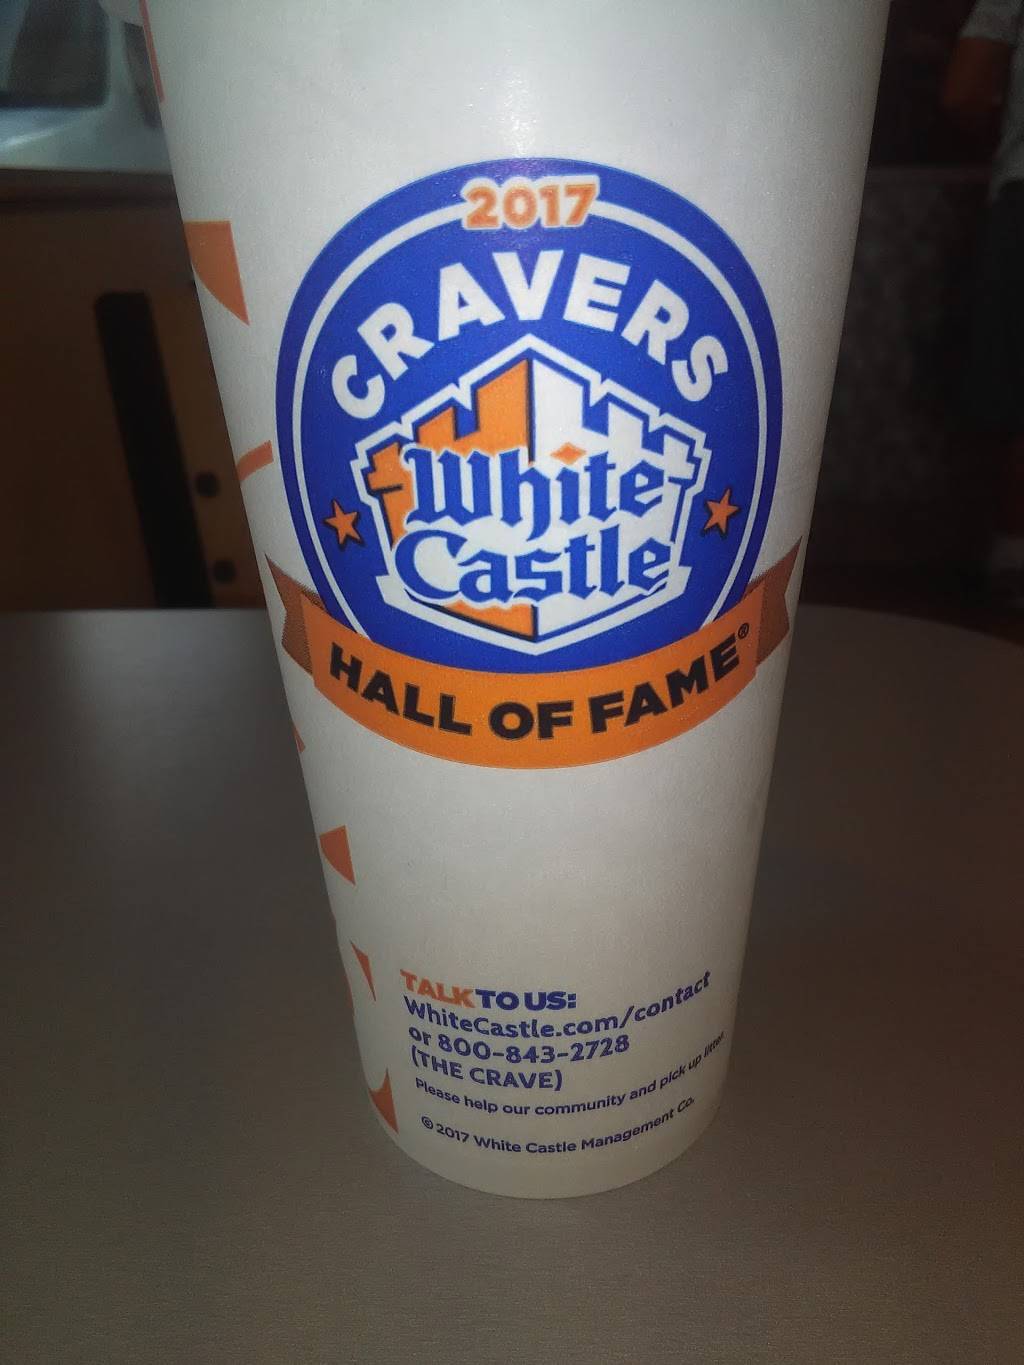 2017
CRAVERS
White
Castle
HALL OF FAME®
TALK TO US:
WhiteCastle.com/contact
or 800-843-2728
(THE CRAVE)
Please help our community and pick up litter
© 2017 White Castle Management Co.